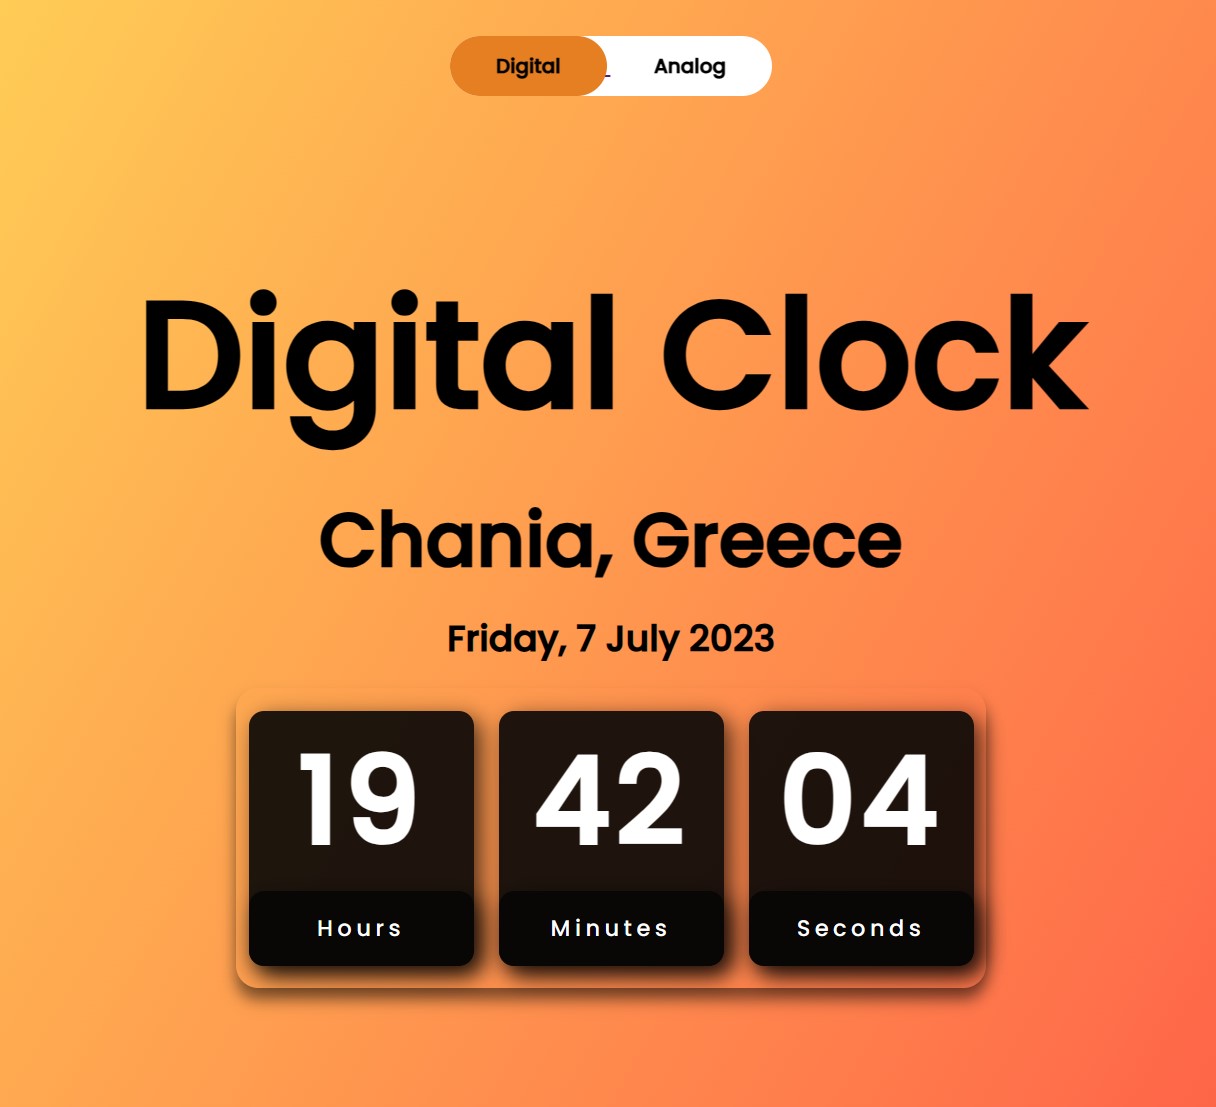 Digital Analog
Digital Clock
Chania, Greece
Friday, 7 July 2023
19 42 04
Hours Minutes Seconds